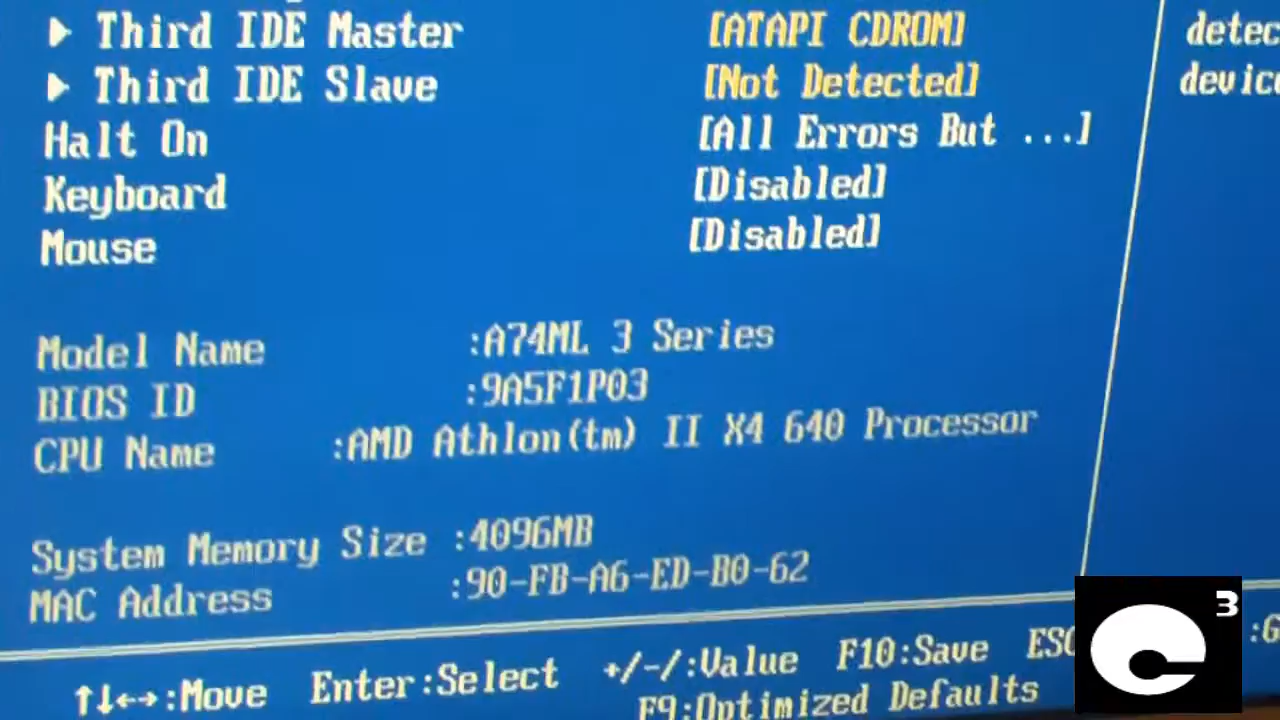 ▶ Third IDE Master [ATAPI CDROM] detec
▶ Third IDE Slave [Not Detected] devic
Halt On [All Errors But ...]
Keyboard [Disabled]
Mouse [Disabled]
Model Name :A74ML 3 Series
BIOS ID :9A5F1P03
CPU Name :AMD Athlon(tm) II X4 640 Processor
System Memory Size :4096MB
MAC Address :90-FB-A6-ED-B0-62
↑↓←→:Move Enter:Select +/-/:Value F10:Save ESC :G
F9:Optimized Defaults
3